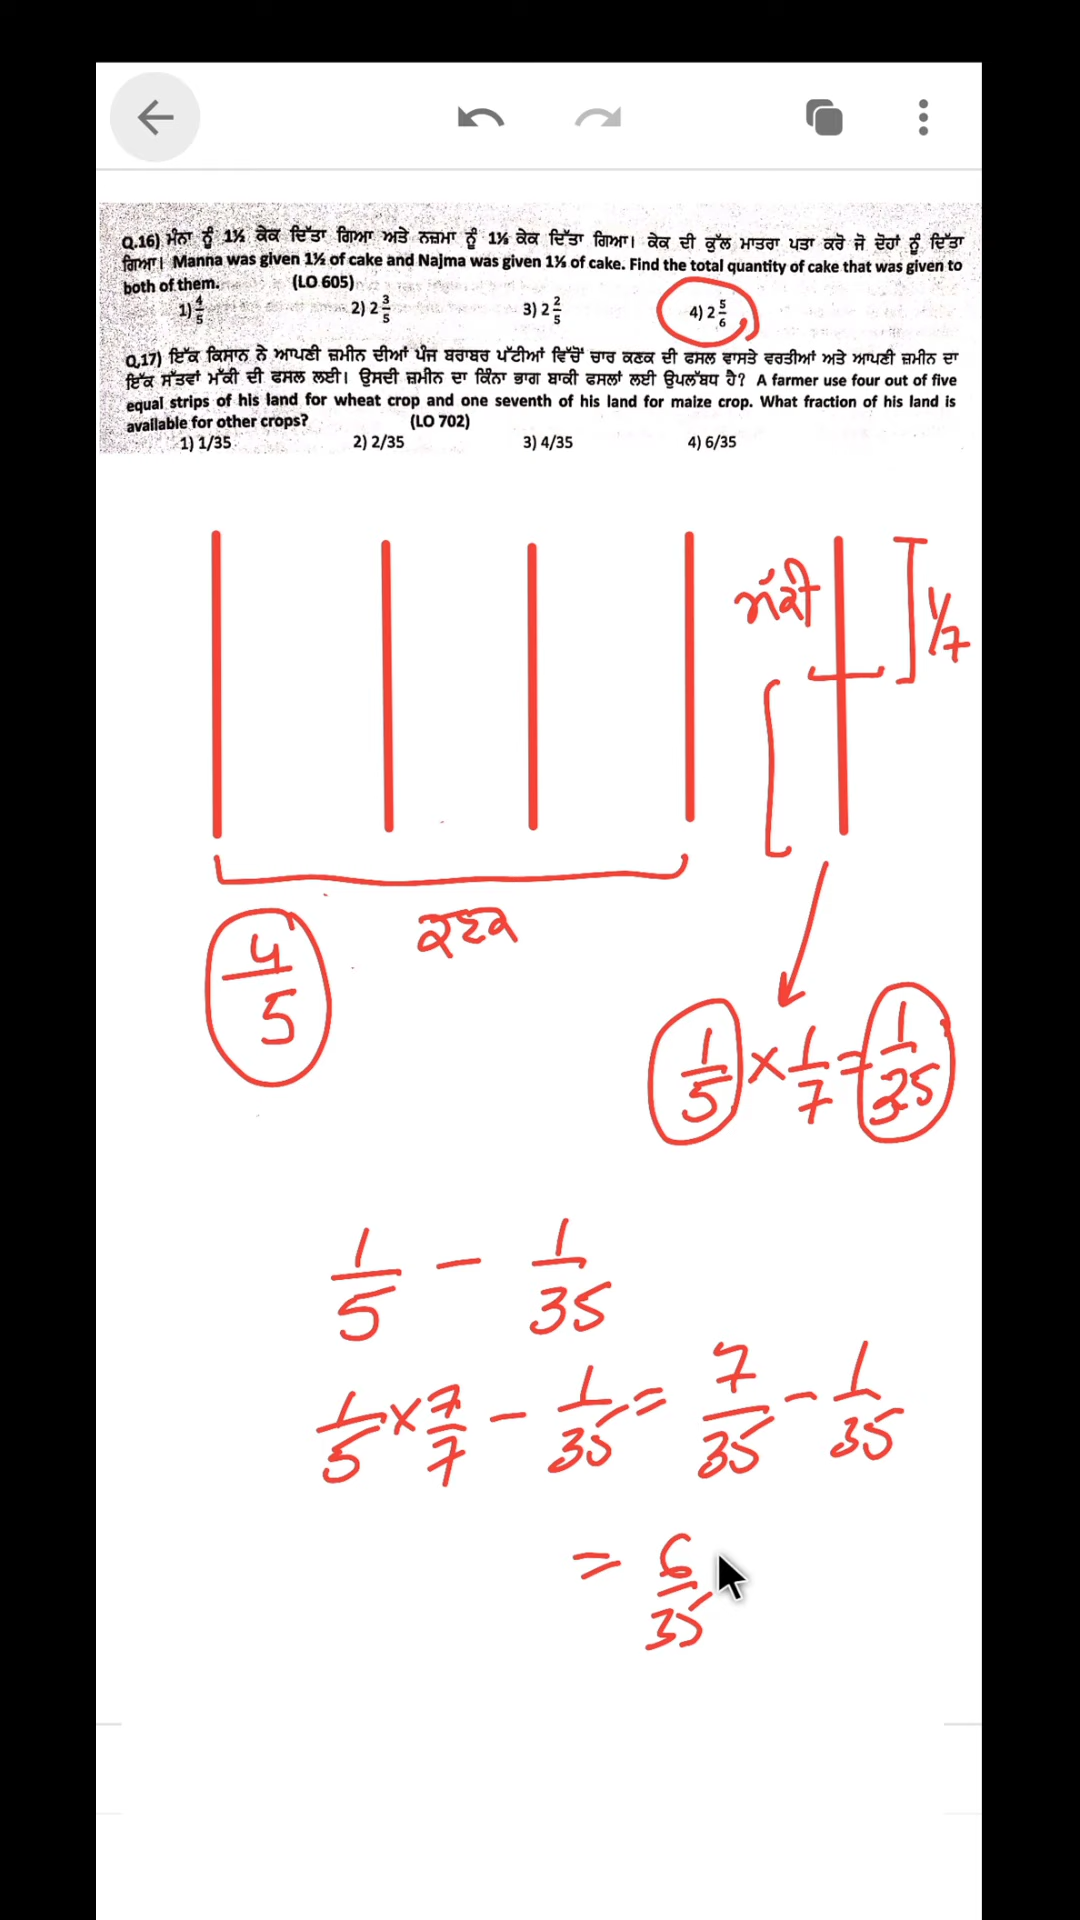 Q.16) ਮੰਨਾ ਨੂੰ 1½ ਕੇਕ ਦਿੱਤਾ ਗਿਆ ਅਤੇ ਨਜ਼ਮਾ ਨੂੰ 1⅓ ਕੇਕ ਦਿੱਤਾ ਗਿਆ। ਕੇਕ ਦੀ ਕੁੱਲ ਮਾਤਰਾ ਪਤਾ ਕਰੋ ਜੋ ਦੋਹਾਂ ਨੂੰ ਦਿੱਤਾ
ਗਿਆ। Manna was given 1½ of cake and Najma was given 1⅓ of cake. Find the total quantity of cake that was given to
both of them. (LO 605)
1) 4/5 2) 2 3/5 3) 2 2/5 4) 2 5/6
Q.17) ਇੱਕ ਕਿਸਾਨ ਨੇ ਆਪਣੀ ਜ਼ਮੀਨ ਦੀਆਂ ਪੰਜ ਬਰਾਬਰ ਪੱਟੀਆਂ ਵਿੱਚੋਂ ਚਾਰ ਕਣਕ ਦੀ ਫਸਲ ਵਾਸਤੇ ਵਰਤੀਆਂ ਅਤੇ ਆਪਣੀ ਜ਼ਮੀਨ ਦਾ
ਇੱਕ ਸੱਤਵਾਂ ਮੱਕੀ ਦੀ ਫਸਲ ਲਈ। ਉਸਦੀ ਜ਼ਮੀਨ ਦਾ ਕਿੰਨਾ ਭਾਗ ਬਾਕੀ ਫਸਲਾਂ ਲਈ ਉਪਲੱਬਧ ਹੈ? A farmer use four out of five
equal strips of his land for wheat crop and one seventh of his land for maize crop. What fraction of his land is
available for other crops? (LO 702)
1) 1/35 2) 2/35 3) 4/35 4) 6/35
ਮੱਕੀ 1/7
ਕਣਕ
4/5
1/5 × 1/7 = 1/35
1/5 - 1/35
1/5 × 7/7 - 1/35 = 7/35 - 1/35
= 6/35